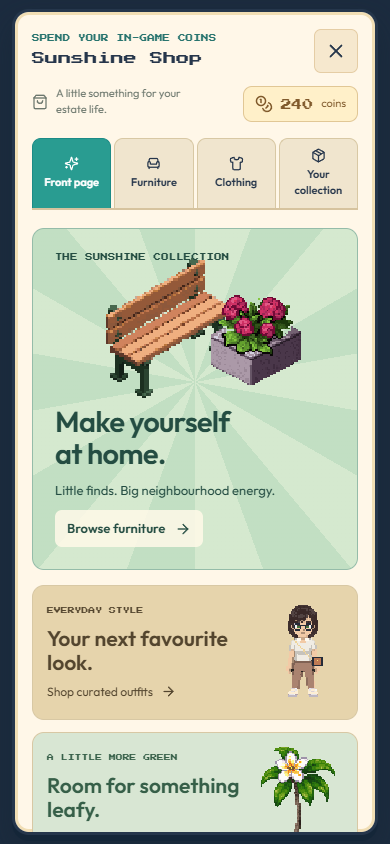 SPEND YOUR IN-GAME COINS
Sunshine Shop
A little something for your
estate life.
240 coins
Front page
Furniture
Clothing
Your
collection
THE SUNSHINE COLLECTION
Make yourself
at home.
Little finds. Big neighbourhood energy.
Browse furniture
EVERYDAY STYLE
Your next favourite
look.
Shop curated outfits
A LITTLE MORE GREEN
Room for something
leafy.